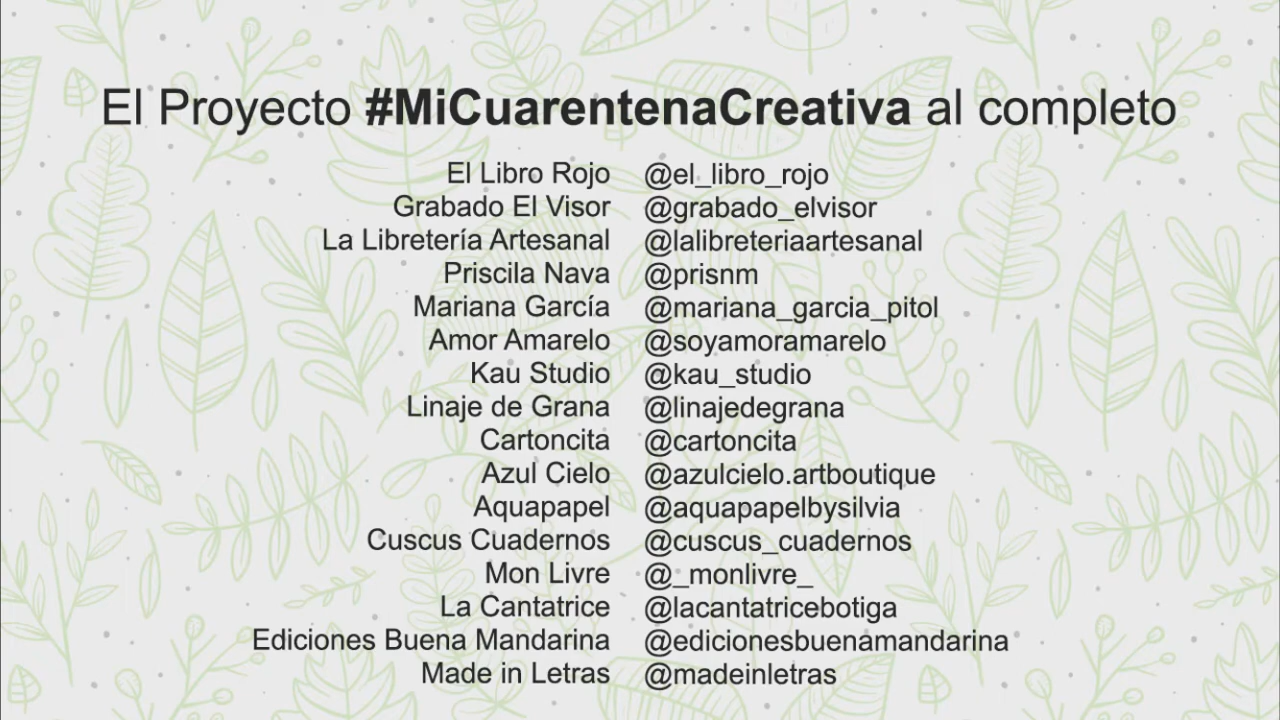 El Proyecto #MiCuarentenaCreativa al completo
El Libro Rojo @el_libro_rojo
Grabado El Visor @grabado_elvisor
La Libretería Artesanal @lalibreteriaartesanal
Priscila Nava @prisnm
Mariana García @mariana_garcia_pitol
Amor Amarelo @soyamoramarelo
Kau Studio @kau_studio
Linaje de Grana @linajedegrana
Cartoncita @cartoncita
Azul Cielo @azulcielo.artboutique
Aquapapel @aquapapelbysilvia
Cuscus Cuadernos @cuscus_cuadernos
Mon Livre @_monlivre_
La Cantatrice @lacantatricebotiga
Ediciones Buena Mandarina @edicionesbuenamandarina
Made in Letras @madeinletras